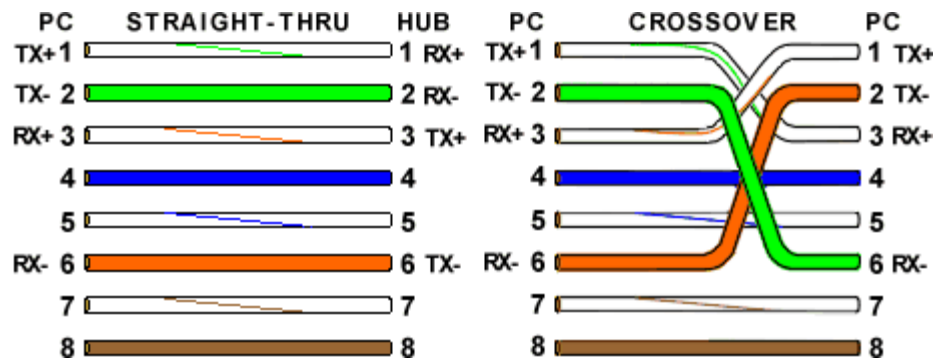 PC STRAIGHT-THRU HUB PC CROSSOVER PC
TX+ 1 1 RX+ TX+ 1 1 TX+
TX- 2 2 RX- TX- 2 2 TX-
RX+ 3 3 TX+ RX+ 3 3 RX+
4 4 4 4
5 5 5 5
RX- 6 6 TX- RX- 6 6 RX-
7 7 7 7
8 8 8 8